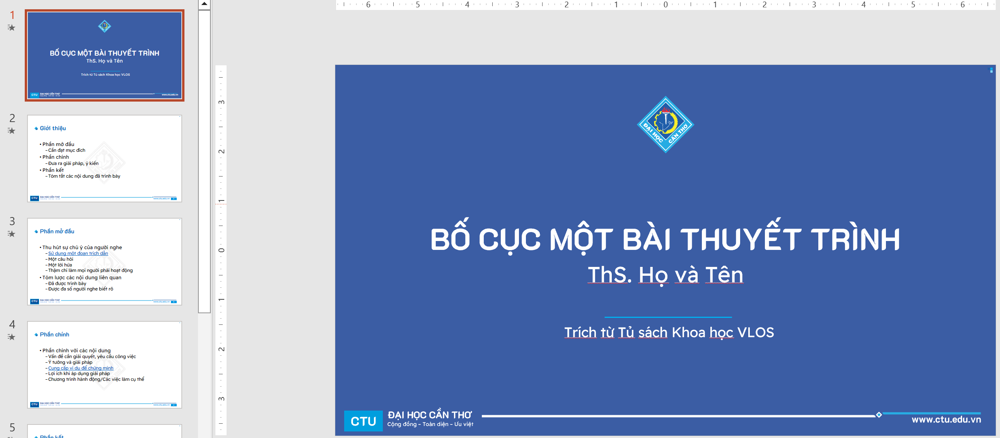 6 5 4 3 2 1 0 1 2 3 4 5 6
1
BỐ CỤC MỘT BÀI THUYẾT TRÌNH
ThS. Họ và Tên
Trích từ Tủ sách Khoa học VLOS
CTU ĐẠI HỌC CẦN THƠ
www.ctu.edu.vn
2
Giới thiệu
• Phần mở đầu
– Cần đạt mục đích
• Phần chính
– Đưa ra giải pháp, ý kiến
• Phần kết
– Tóm tắt các nội dung đã trình bày
CTU ĐẠI HỌC CẦN THƠ
www.ctu.edu.vn 2
3
Phần mở đầu
• Thu hút sự chú ý của người nghe
– Sử dụng một đoạn trích dẫn
– Một câu hỏi
– Một lời hứa
– Thậm chí làm mọi người phải hoạt động
• Tóm lược các nội dung liên quan
– Đã được trình bày
– Được đa số người nghe biết rõ
CTU ĐẠI HỌC CẦN THƠ
www.ctu.edu.vn 3
4
Phần chính
• Phần chính với các nội dung
– Vấn đề cần giải quyết, yêu cầu công việc
– Ý tưởng và giải pháp
– Cung cấp ví dụ để chứng minh
– Lợi ích khi áp dụng giải pháp
– Chương trình hành động/Các việc làm cụ thể
CTU ĐẠI HỌC CẦN THƠ
www.ctu.edu.vn 4
5
Phần kết
3
2
1
0
1
2
3
ĐẠI HỌC CẦN THƠ
BỐ CỤC MỘT BÀI THUYẾT TRÌNH
ThS. Họ và Tên
Trích từ Tủ sách Khoa học VLOS
CTU
ĐẠI HỌC CẦN THƠ
Cộng đồng – Toàn diện – Ưu việt
www.ctu.edu.vn